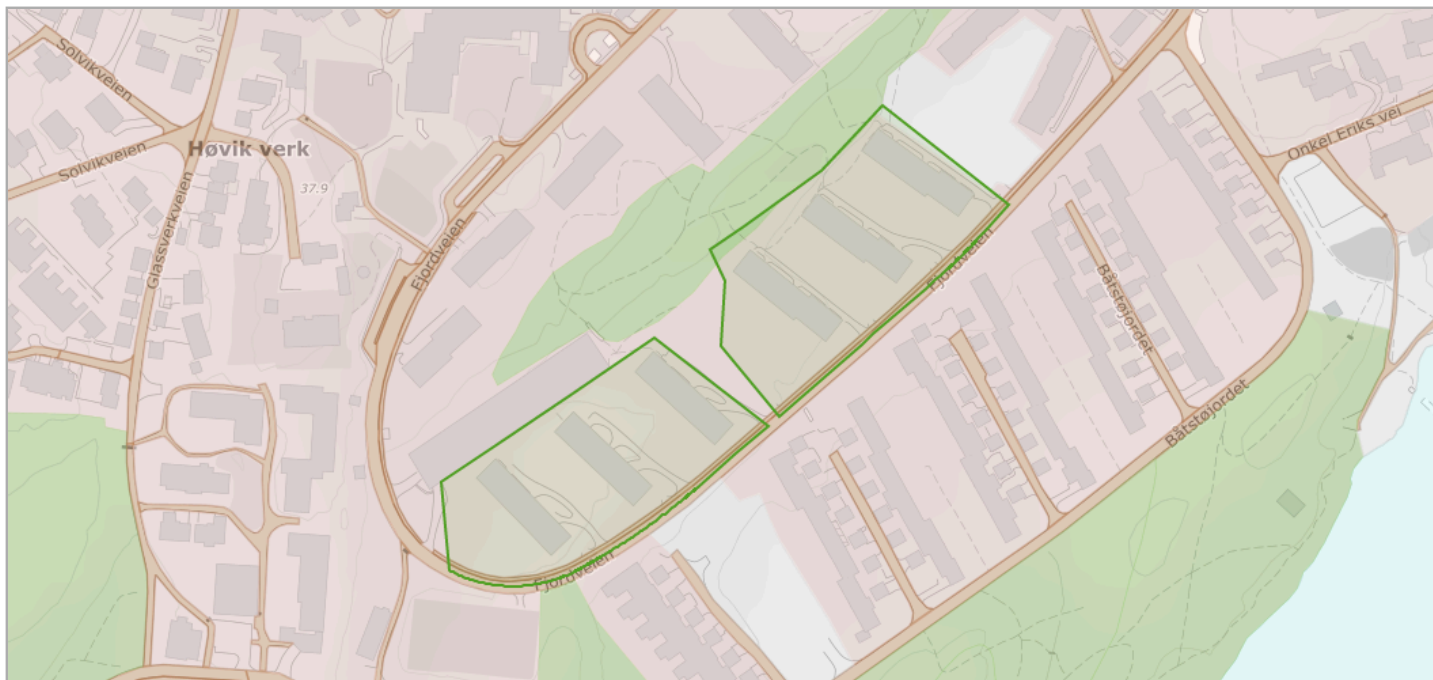 Solvikveien
Høvik verk
Onkel Eriks vei
Solvikveien
37.9
Glassverkveien
Fjordveien
Fjordveien
Båtstøjordet
Båtstøjordet
Fjordveien